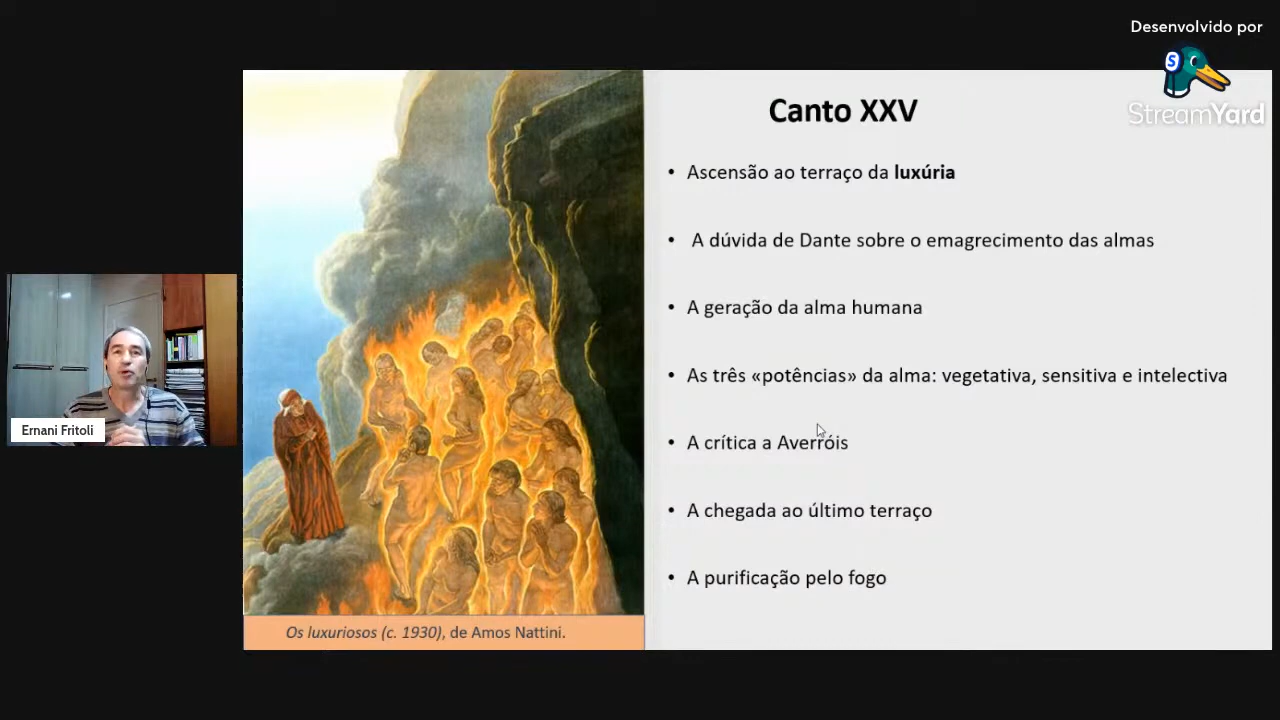 Desenvolvido por
StreamYard
Canto XXV
• Ascensão ao terraço da luxúria
• A dúvida de Dante sobre o emagrecimento das almas
• A geração da alma humana
• As três «potências» da alma: vegetativa, sensitiva e intelectiva
• A crítica a Averróis
• A chegada ao último terraço
• A purificação pelo fogo
Ernani Fritoli
Os luxuriosos (c. 1930), de Amos Nattini.